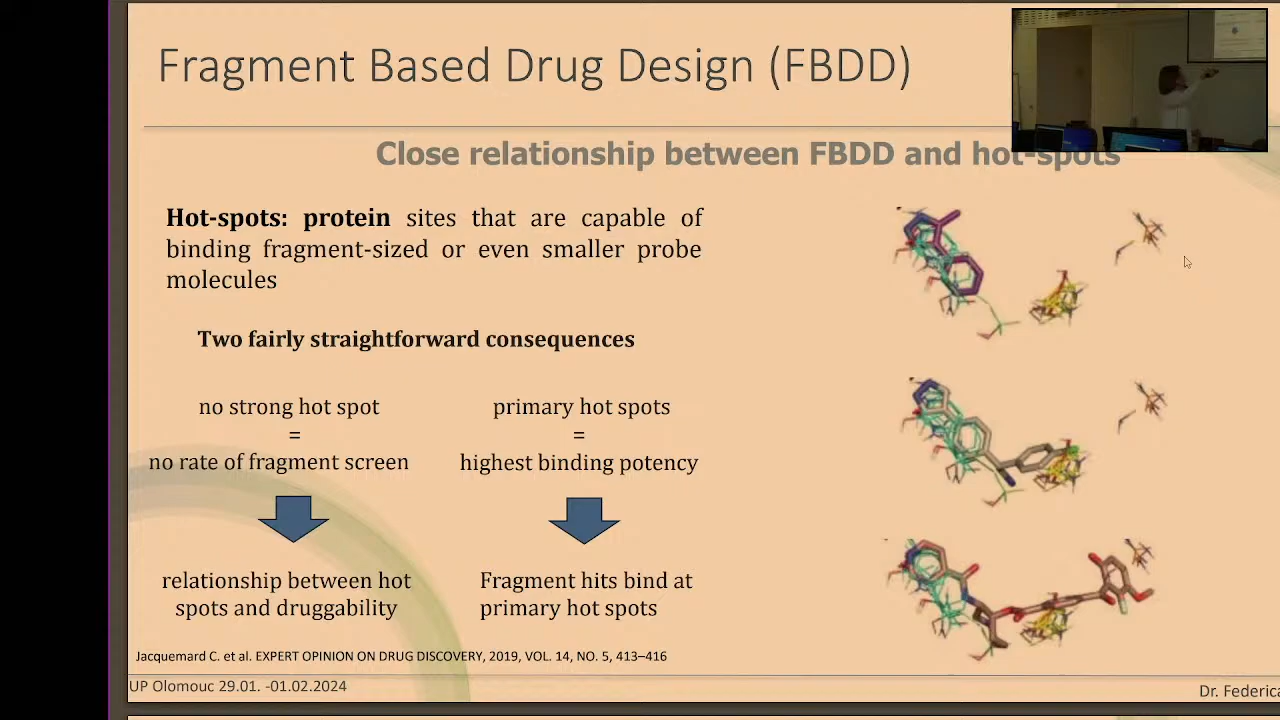 Fragment Based Drug Design (FBDD)
Close relationship between FBDD and hot-spots
Hot-spots: protein sites that are capable of
binding fragment-sized or even smaller probe
molecules
Two fairly straightforward consequences
no strong hot spot
=
no rate of fragment screen
relationship between hot
spots and druggability
primary hot spots
=
highest binding potency
Fragment hits bind at
primary hot spots
Jacquemard C. et al. EXPERT OPINION ON DRUG DISCOVERY, 2019, VOL. 14, NO. 5, 413–416
UP Olomouc 29.01. -01.02.2024
Dr. Federica